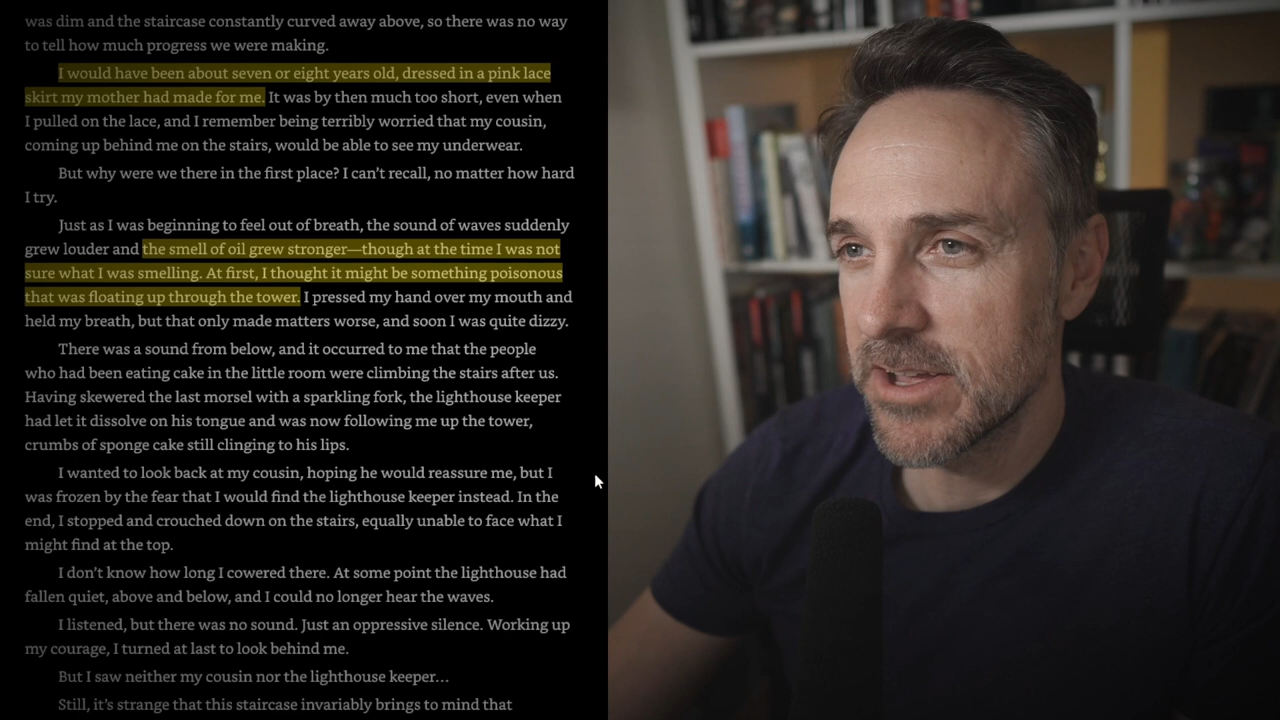 was dim and the staircase constantly curved away above, so there was no way
to tell how much progress we were making.
I would have been about seven or eight years old, dressed in a pink lace
skirt my mother had made for me. It was by then much too short, even when
I pulled on the lace, and I remember being terribly worried that my cousin,
coming up behind me on the stairs, would be able to see my underwear.
But why were we there in the first place? I can’t recall, no matter how hard
I try.
Just as I was beginning to feel out of breath, the sound of waves suddenly
grew louder and the smell of oil grew stronger—though at the time I was not
sure what I was smelling. At first, I thought it might be something poisonous
that was floating up through the tower. I pressed my hand over my mouth and
held my breath, but that only made matters worse, and soon I was quite dizzy.
There was a sound from below, and it occurred to me that the people
who had been eating cake in the little room were climbing the stairs after us.
Having skewered the last morsel with a sparkling fork, the lighthouse keeper
had let it dissolve on his tongue and was now following me up the tower,
crumbs of sponge cake still clinging to his lips.
I wanted to look back at my cousin, hoping he would reassure me, but I
was frozen by the fear that I would find the lighthouse keeper instead. In the
end, I stopped and crouched down on the stairs, equally unable to face what I
might find at the top.
I don’t know how long I cowered there. At some point the lighthouse had
fallen quiet, above and below, and I could no longer hear the waves.
I listened, but there was no sound. Just an oppressive silence. Working up
my courage, I turned at last to look behind me.
But I saw neither my cousin nor the lighthouse keeper…
Still, it’s strange that this staircase invariably brings to mind that